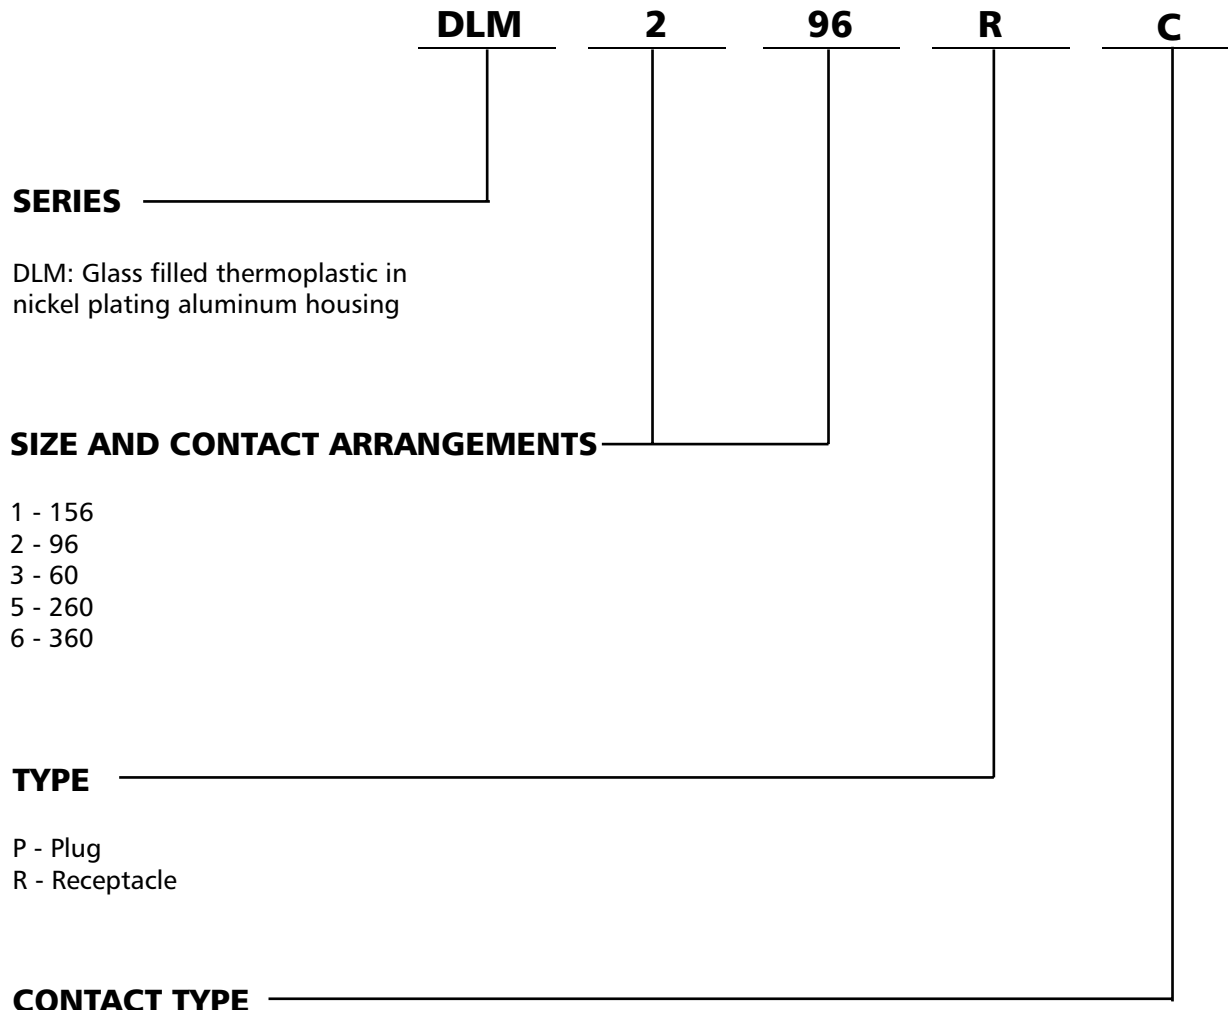 DLM 2 96 R C
SERIES
DLM: Glass filled thermoplastic in
nickel plating aluminum housing
SIZE AND CONTACT ARRANGEMENTS
1 - 156
2 - 96
3 - 60
5 - 260
6 - 360
TYPE
P - Plug
R - Receptacle
CONTACT TYPE